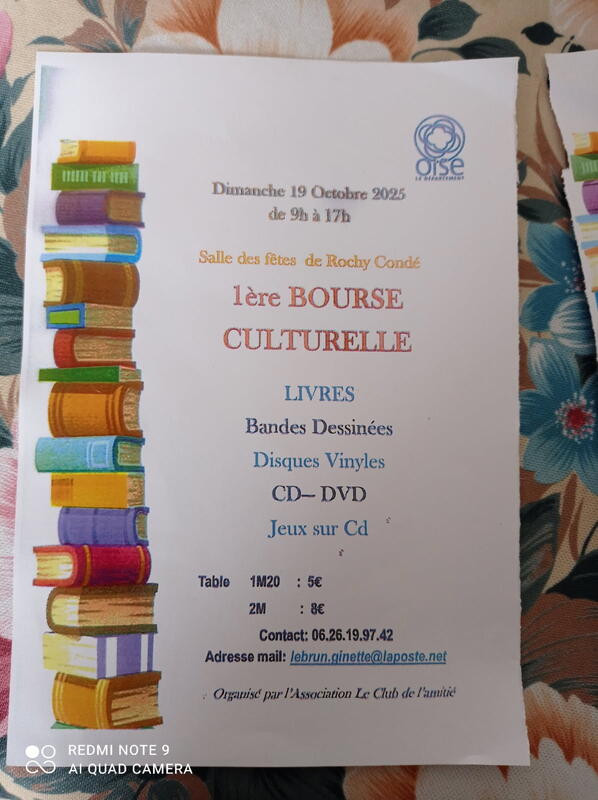 oise
LE DÉPARTEMENT
Dimanche 19 Octobre 2025
de 9h à 17h
Salle des fêtes de Rochy Condé
1ère BOURSE
CULTURELLE
LIVRES
Bandes Dessinées
Disques Vinyles
CD– DVD
Jeux sur Cd
Table 1M20 : 5€
2M : 8€
Contact: 06.26.19.97.42
Adresse mail: lebrun.ginette@laposte.net
Organisé par l'Association Le Club de l'amitié
REDMI NOTE 9
AI QUAD CAMERA